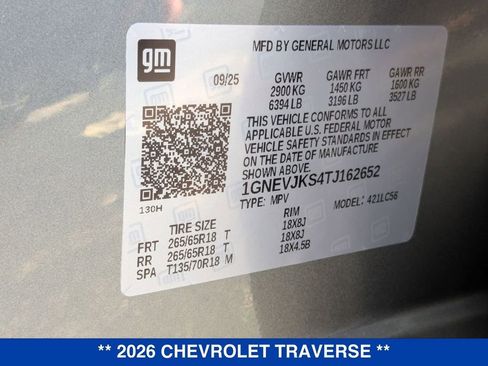 gm
MFD BY GENERAL MOTORS LLC
09/25 GVWR GAWR FRT GAWR RR
2900 KG 1450 KG 1600 KG
6394 LB 3196 LB 3527 LB
THIS VEHICLE CONFORMS TO ALL
APPLICABLE U.S. FEDERAL MOTOR
VEHICLE SAFETY STANDARDS IN EFFECT
ON THE DATE OF MANUFACTURE
SHOWN ABOVE.
1GNEVJKS4TJ162652
130H TYPE: MPV MODEL: 421LC56
TIRE SIZE RIM
FRT 265/65R18 T 18X8J
RR 265/65R18 T 18X8J
SPA T135/70R18 M 18X4.5B
** 2026 CHEVROLET TRAVERSE **